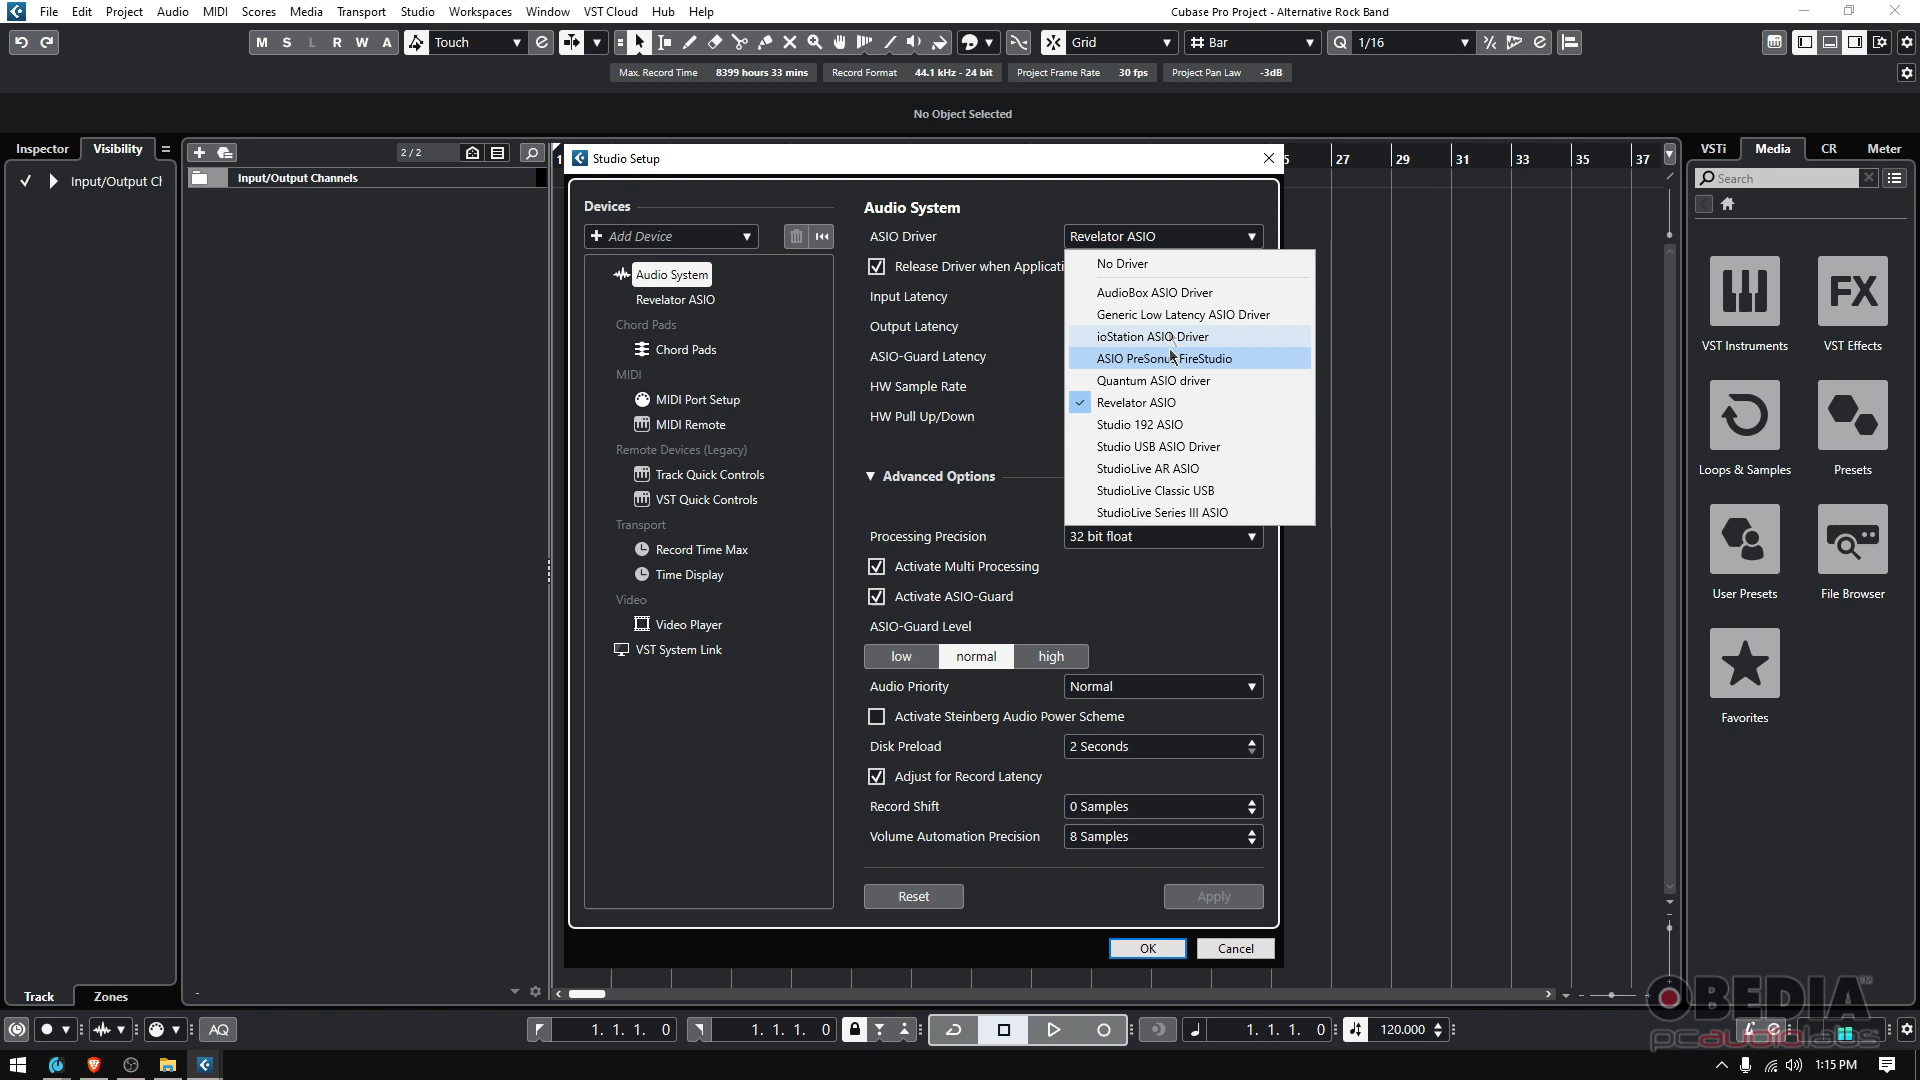 File Edit Project Audio MIDI Scores Media Transport Studio Workspaces Window VST Cloud Hub Help
Cubase Pro Project - Alternative Rock Band
M S L R W A Touch Grid Bar Q 1/16
Max. Record Time 8399 hours 33 mins Record Format 44.1 kHz - 24 bit Project Frame Rate 30 fps Project Pan Law -3dB
No Object Selected
Inspector Visibility
2 / 2
Input/Output Ch
Input/Output Channels
1
27 29 31 33 35 37
Studio Setup
Devices
Add Device
Audio System
Revelator ASIO
Chord Pads
Chord Pads
MIDI
MIDI Port Setup
MIDI Remote
Remote Devices (Legacy)
Track Quick Controls
VST Quick Controls
Transport
Record Time Max
Time Display
Video
Video Player
VST System Link
Audio System
ASIO Driver Revelator ASIO
Release Driver when Applicati
Input Latency
Output Latency
ASIO-Guard Latency
HW Sample Rate
HW Pull Up/Down
No Driver
AudioBox ASIO Driver
Generic Low Latency ASIO Driver
ioStation ASIO Driver
ASIO PreSonus FireStudio
Quantum ASIO driver
Revelator ASIO
Studio 192 ASIO
Studio USB ASIO Driver
StudioLive AR ASIO
StudioLive Classic USB
StudioLive Series III ASIO
Advanced Options
Processing Precision 32 bit float
Activate Multi Processing
Activate ASIO-Guard
ASIO-Guard Level
low normal high
Audio Priority Normal
Activate Steinberg Audio Power Scheme
Disk Preload 2 Seconds
Adjust for Record Latency
Record Shift 0 Samples
Volume Automation Precision 8 Samples
Reset Apply
OK Cancel
VSTi Media CR Meter
Search
VST Instruments
FX
VST Effects
Loops & Samples
Presets
User Presets
File Browser
Favorites
Track Zones
AQ
1. 1. 1. 0
1. 1. 1. 0
1. 1. 1. 0
120.000
OBEDIA TM
pcaudiolabs
1:15 PM